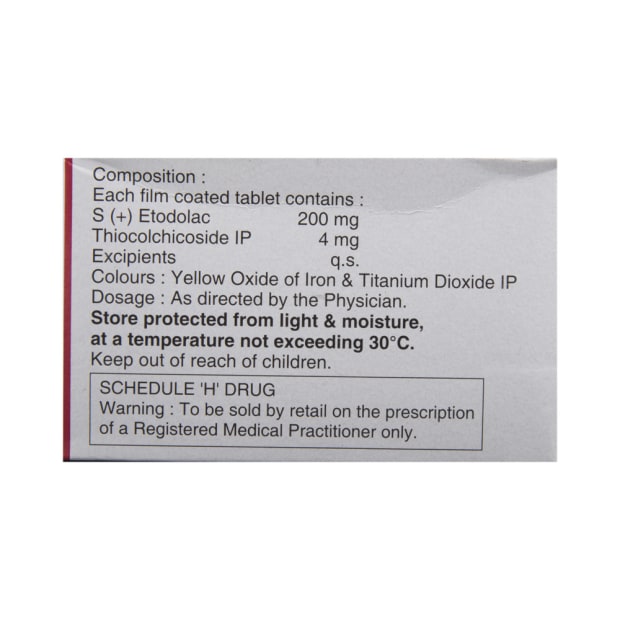 Composition :
Each film coated tablet contains :
S (+) Etodolac 200 mg
Thiocolchicoside IP 4 mg
Excipients q.s.
Colours : Yellow Oxide of Iron & Titanium Dioxide IP
Dosage : As directed by the Physician.
Store protected from light & moisture,
at a temperature not exceeding 30°C.
Keep out of reach of children.
SCHEDULE 'H' DRUG
Warning : To be sold by retail on the prescription
of a Registered Medical Practitioner only.